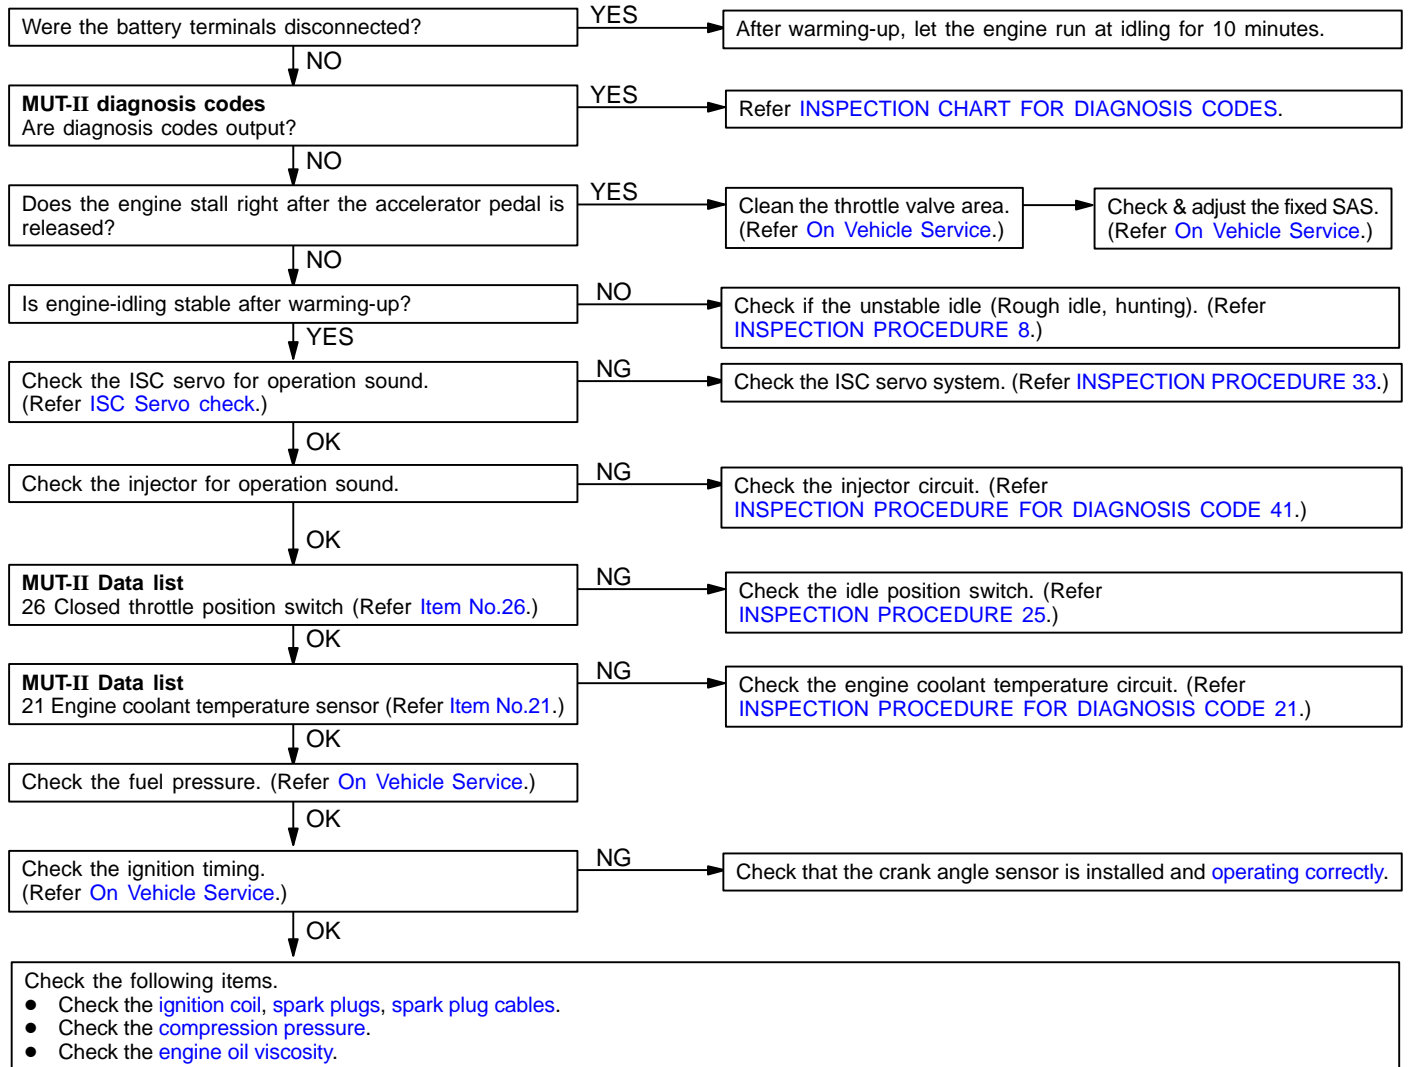 Were the battery terminals disconnected?
YES
After warming-up, let the engine run at idling for 10 minutes.
NO
MUT-II diagnosis codes
Are diagnosis codes output?
YES
Refer INSPECTION CHART FOR DIAGNOSIS CODES.
NO
Does the engine stall right after the accelerator pedal is
released?
YES
Clean the throttle valve area.
(Refer On Vehicle Service.)
Check & adjust the fixed SAS.
(Refer On Vehicle Service.)
NO
Is engine-idling stable after warming-up?
NO
Check if the unstable idle (Rough idle, hunting). (Refer
INSPECTION PROCEDURE 8.)
YES
Check the ISC servo for operation sound.
(Refer ISC Servo check.)
NG
Check the ISC servo system. (Refer INSPECTION PROCEDURE 33.)
OK
Check the injector for operation sound.
NG
Check the injector circuit. (Refer
INSPECTION PROCEDURE FOR DIAGNOSIS CODE 41.)
OK
MUT-II Data list
26 Closed throttle position switch (Refer Item No.26.)
NG
Check the idle position switch. (Refer
INSPECTION PROCEDURE 25.)
OK
MUT-II Data list
21 Engine coolant temperature sensor (Refer Item No.21.)
NG
Check the engine coolant temperature circuit. (Refer
INSPECTION PROCEDURE FOR DIAGNOSIS CODE 21.)
OK
Check the fuel pressure. (Refer On Vehicle Service.)
OK
Check the ignition timing.
(Refer On Vehicle Service.)
NG
Check that the crank angle sensor is installed and operating correctly.
OK
Check the following items.
● Check the ignition coil, spark plugs, spark plug cables.
● Check the compression pressure.
● Check the engine oil viscosity.